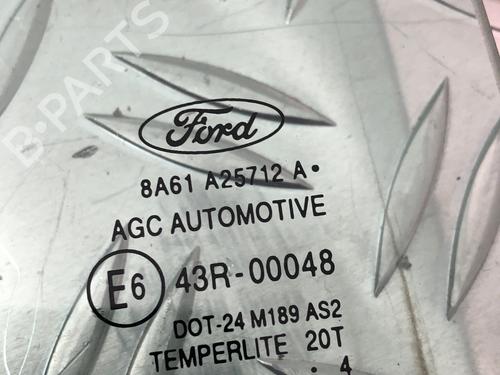 Ford
8A61 A25712 A•
AGC AUTOMOTIVE
E6 43R-00048
DOT-24 M189 AS2
TEMPERLITE 20T
• 4
B-PARTS